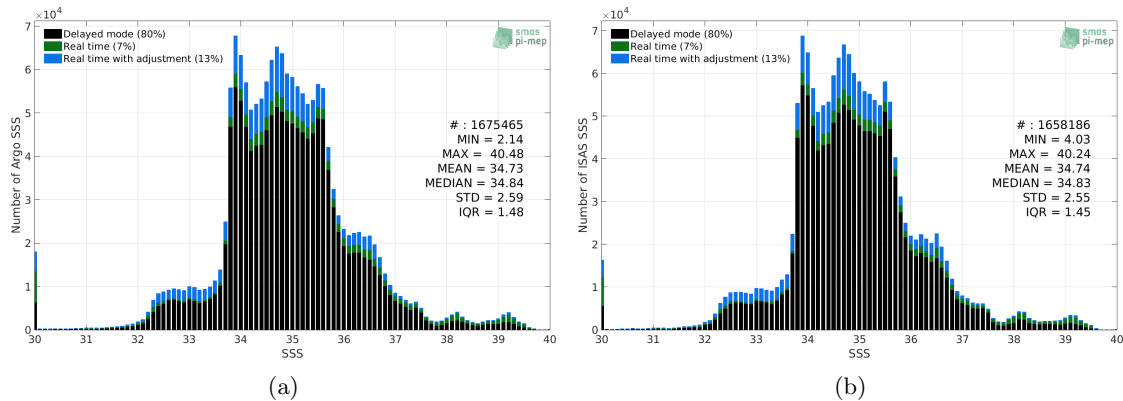 ×10⁴
7
6
5
4
3
2
1
0
Number of Argo SSS
Delayed mode (80%)
Real time (7%)
Real time with adjustment (13%)
smos
pi-mep
# : 1675465
MIN = 2.14
MAX = 40.48
MEAN = 34.73
MEDIAN = 34.84
STD = 2.59
IQR = 1.48
30 31 32 33 34 35 36 37 38 39 40
SSS
(a)
×10⁴
7
6
5
4
3
2
1
0
Number of ISAS SSS
Delayed mode (80%)
Real time (7%)
Real time with adjustment (13%)
smos
pi-mep
# : 1658186
MIN = 4.03
MAX = 40.24
MEAN = 34.74
MEDIAN = 34.83
STD = 2.55
IQR = 1.45
30 31 32 33 34 35 36 37 38 39 40
SSS
(b)